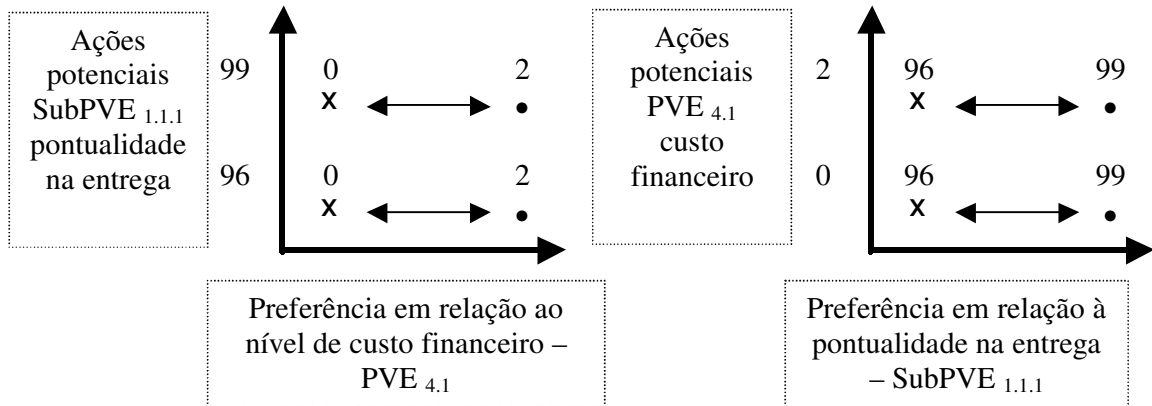 Ações
potenciais
SubPVE 1.1.1
pontualidade
na entrega
99 0 2
x •
96 0 2
x •
Preferência em relação ao
nível de custo financeiro –
PVE 4.1
Ações
potenciais
PVE 4.1
custo
financeiro
2 96 99
x •
0 96 99
x •
Preferência em relação à
pontualidade na entrega
– SubPVE 1.1.1